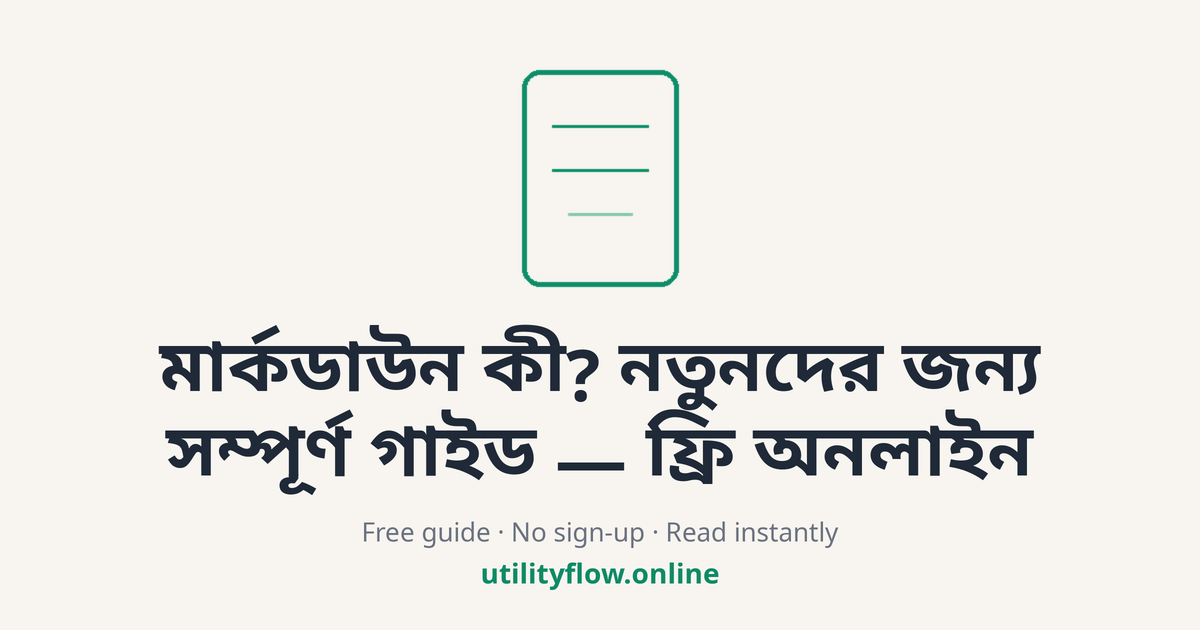 মার্কডাউন কী? নতুনদের জন্য
সম্পূর্ণ গাইড — ফ্রি অনলাইন
Free guide · No sign-up · Read instantly
utilityflow.online